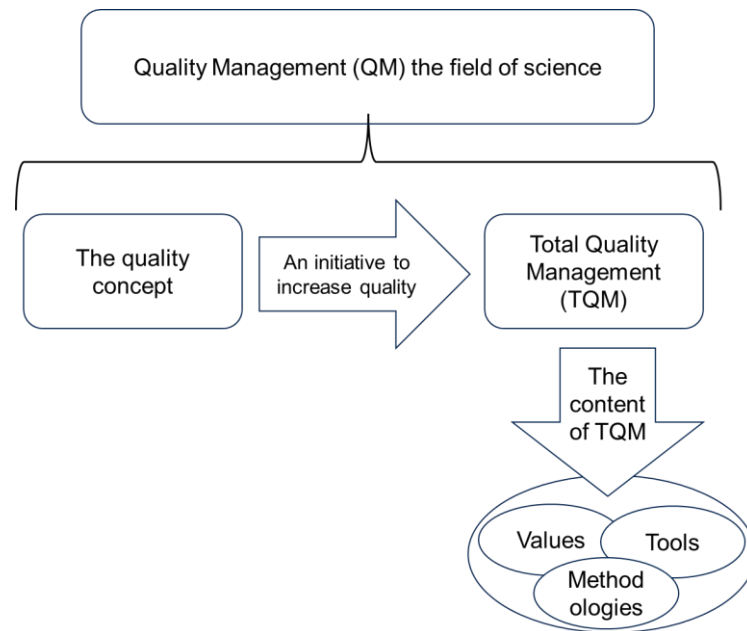 Quality Management (QM) the field of science
The quality
concept
An initiative to
increase quality
Total Quality
Management
(TQM)
The
content
of TQM
Values
Tools
Method
ologies